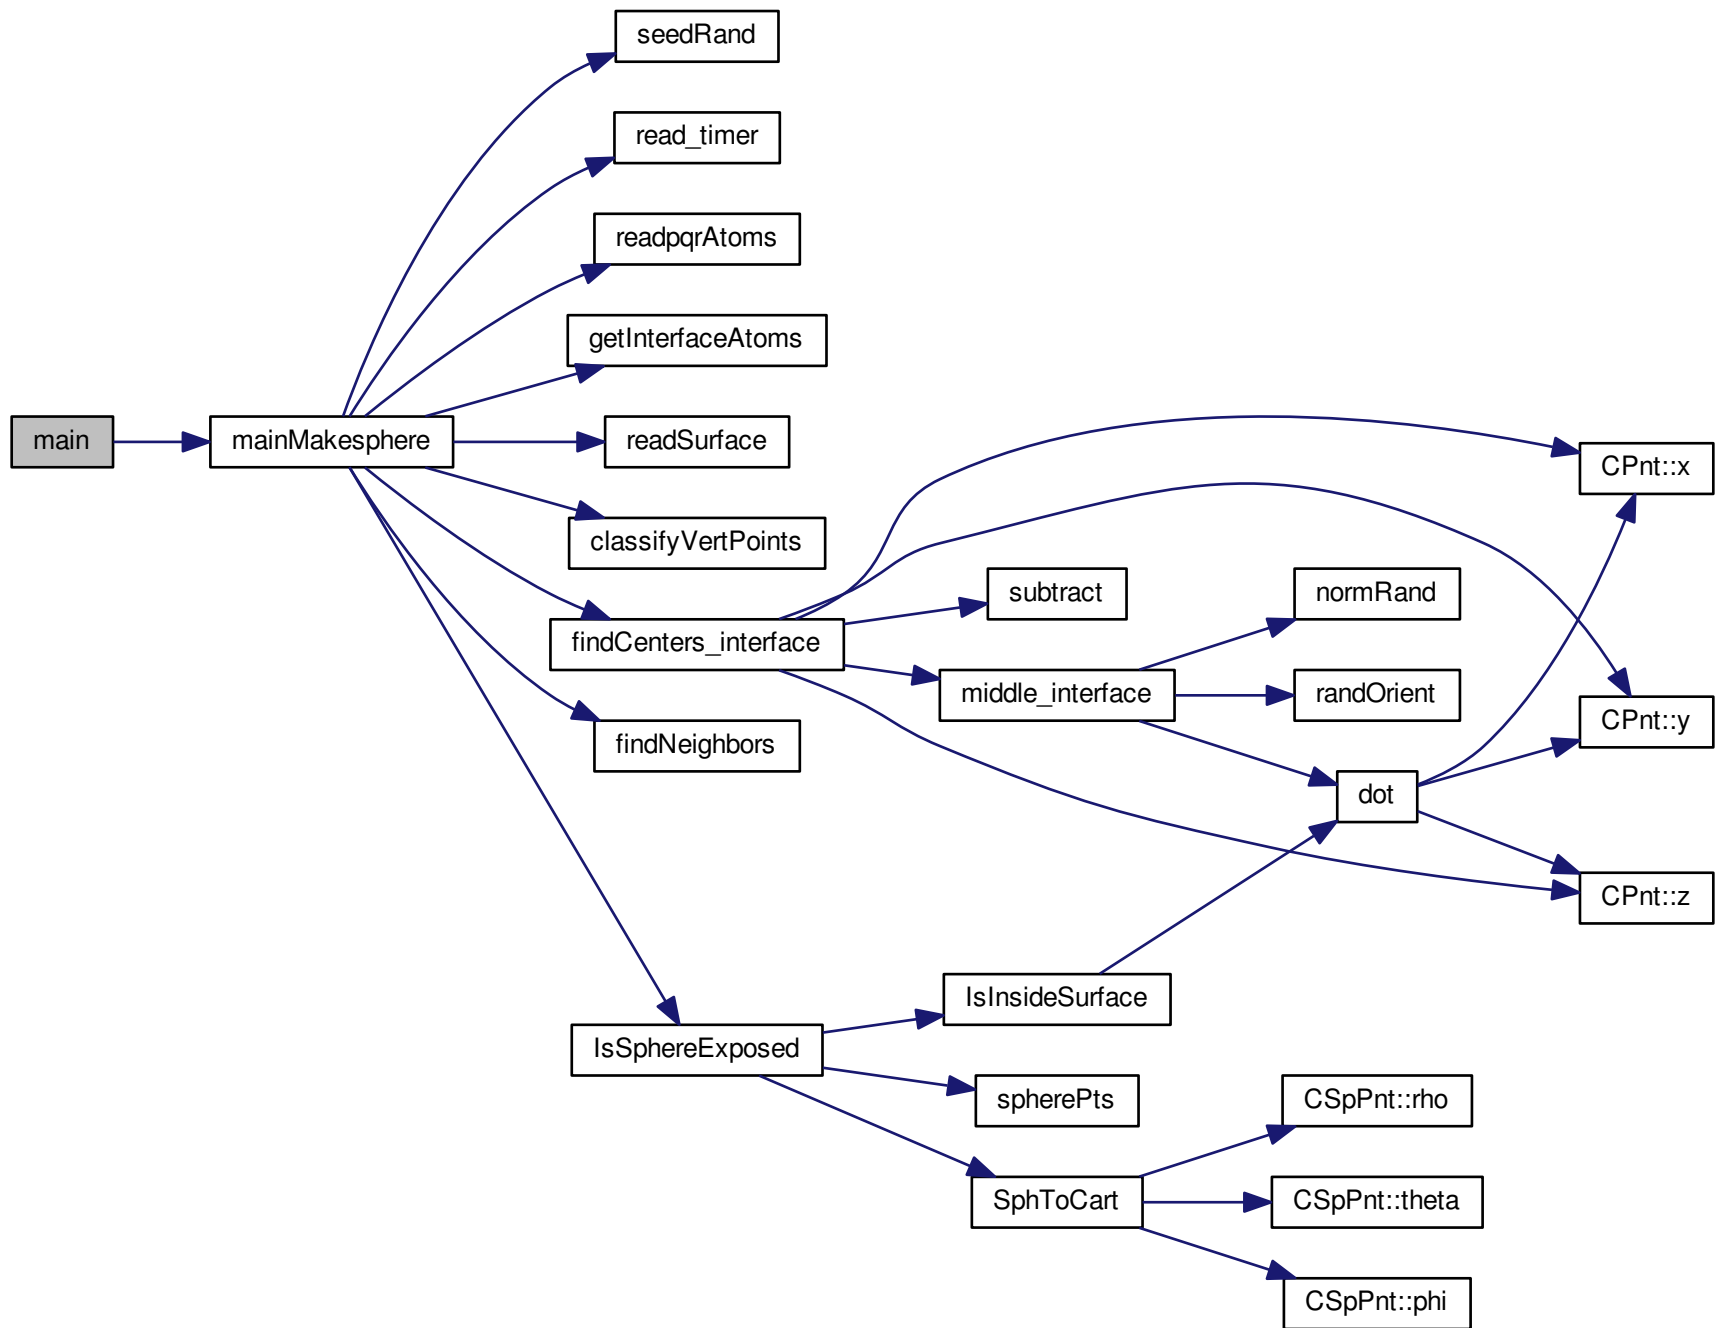 main
mainMakesphere
seedRand
read_timer
readpqrAtoms
getInterfaceAtoms
readSurface
classifyVertPoints
findCenters_interface
findNeighbors
IsSphereExposed
subtract
middle_interface
IsInsideSurface
spherePts
SphToCart
normRand
randOrient
dot
CSpPnt::rho
CSpPnt::theta
CSpPnt::phi
CPnt::x
CPnt::y
CPnt::z